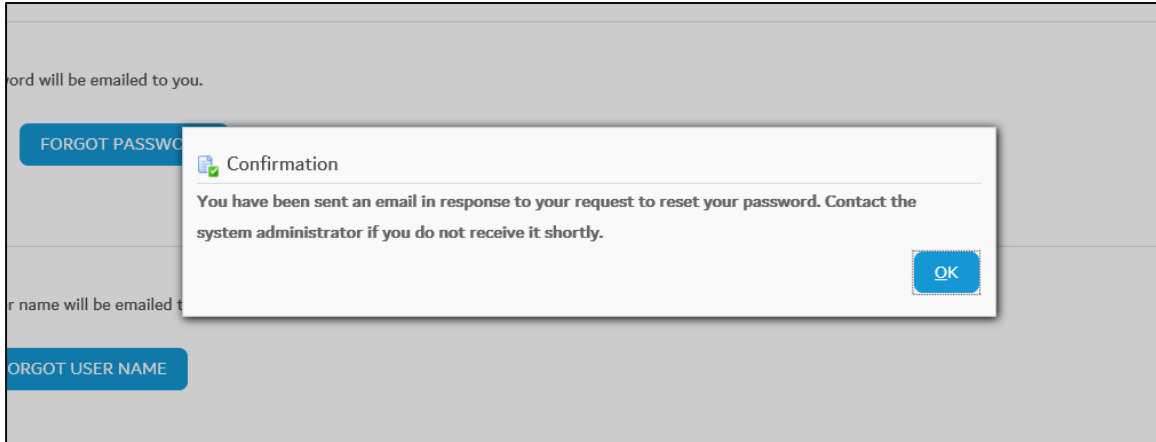 word will be emailed to you.
FORGOT PASSWO
Confirmation
You have been sent an email in response to your request to reset your password. Contact the
system administrator if you do not receive it shortly.
OK
r name will be emailed t
ORGOT USER NAME